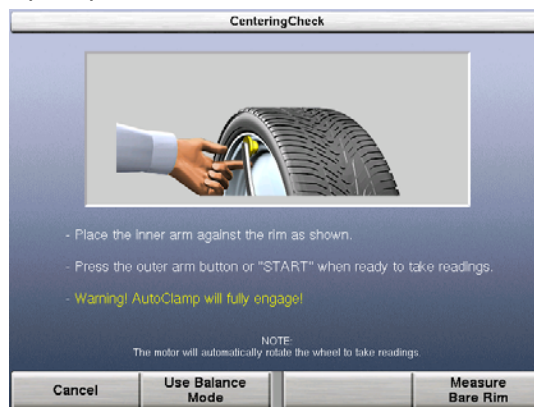 CenteringCheck
- Place the inner arm against the rim as shown.
- Press the outer arm button or "START" when ready to take readings.
- Warning! AutoClamp will fully engage!
NOTE:
The motor will automatically rotate the wheel to take readings.
Cancel
Use Balance
Mode
Measure
Bare Rim